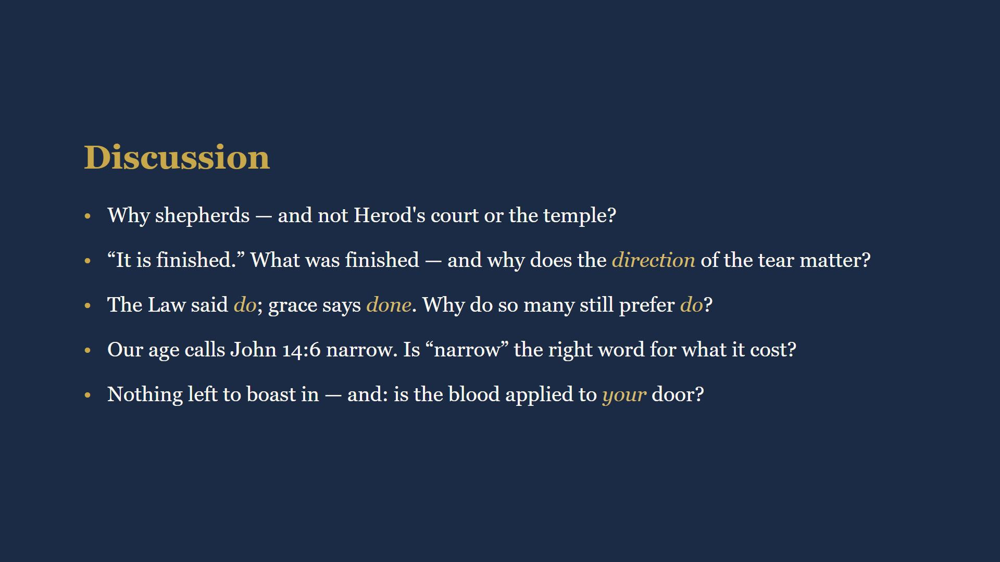 Discussion
• Why shepherds — and not Herod's court or the temple?
• “It is finished.” What was finished — and why does the direction of the tear matter?
• The Law said do; grace says done. Why do so many still prefer do?
• Our age calls John 14:6 narrow. Is “narrow” the right word for what it cost?
• Nothing left to boast in — and: is the blood applied to your door?